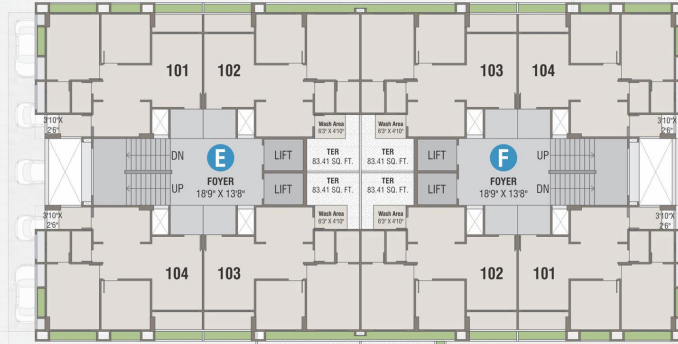 101
102
103
104
3'10"X
2'6"
Wash Area
6'3" X 4'10"
Wash Area
6'3" X 4'10"
3'10"X
2'6"
DN
E
LIFT
TER
83.41 SQ. FT.
TER
83.41 SQ. FT.
LIFT
F
UP
FOYER
18'9" X 13'8"
FOYER
18'9" X 13'8"
UP
LIFT
TER
83.41 SQ. FT.
TER
83.41 SQ. FT.
LIFT
DN
3'10"X
2'6"
Wash Area
6'3" X 4'10"
Wash Area
6'3" X 4'10"
3'10"X
2'6"
104
103
102
101